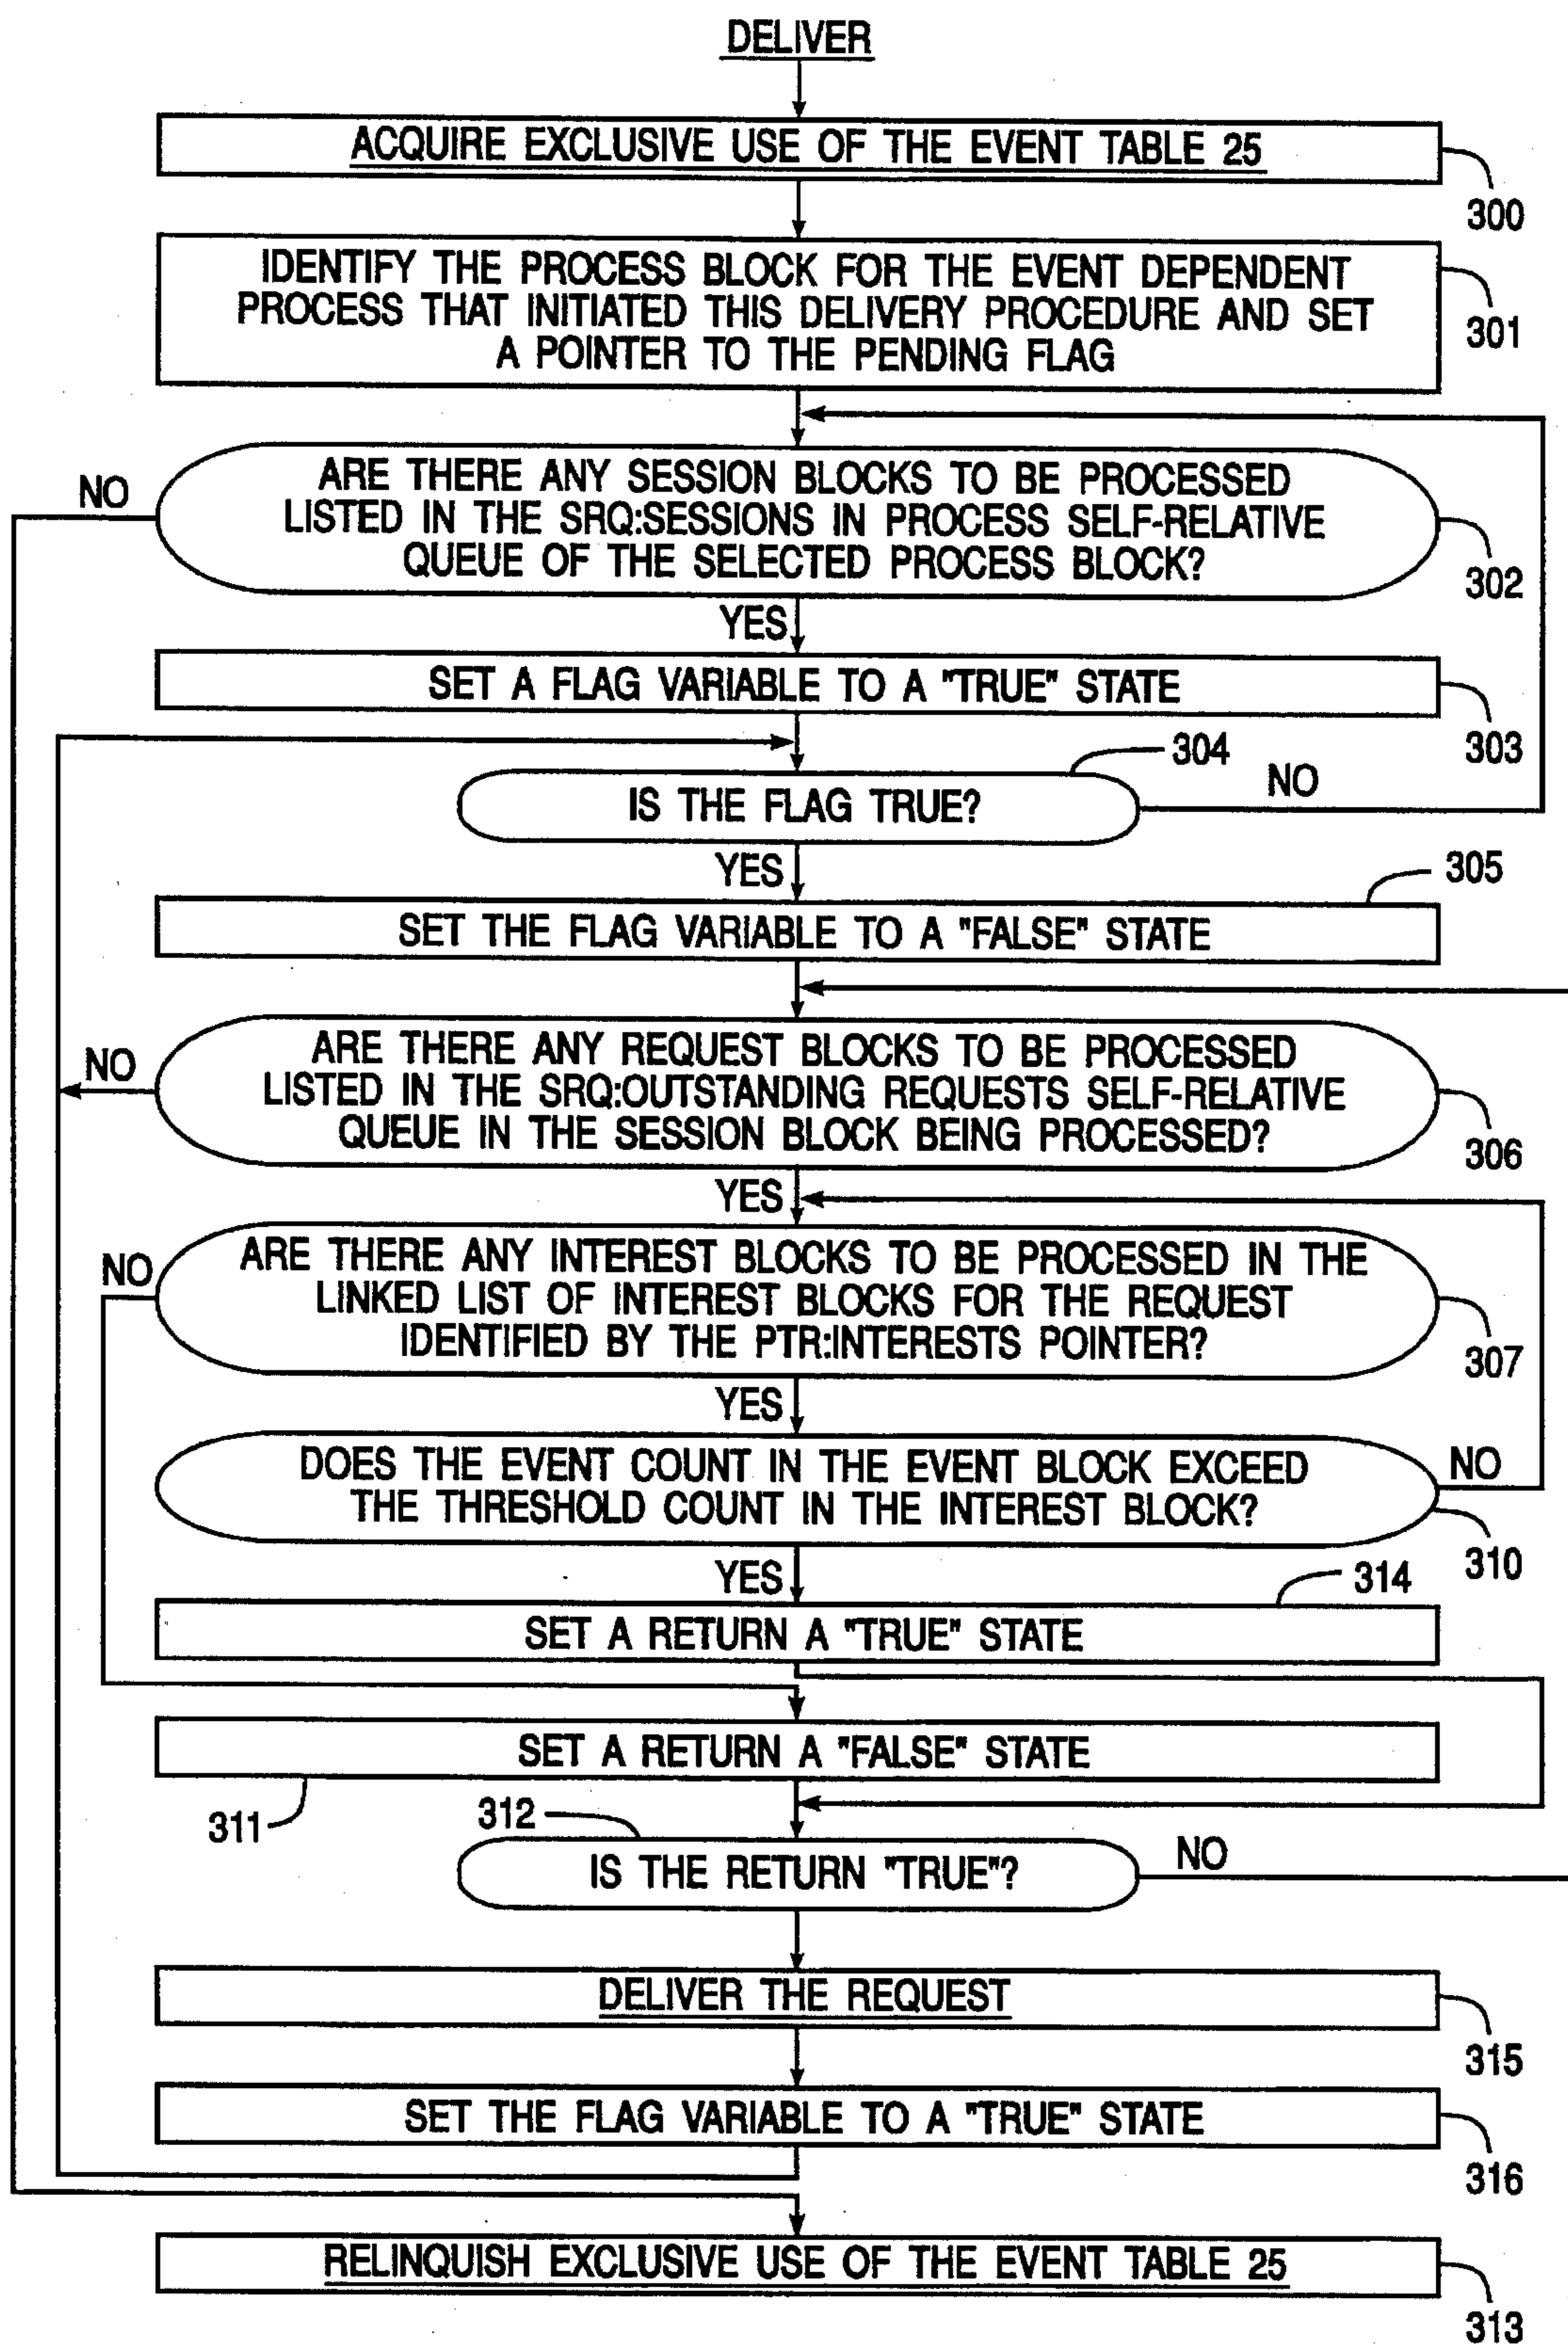 DELIVER
ACQUIRE EXCLUSIVE USE OF THE EVENT TABLE 25
300
IDENTIFY THE PROCESS BLOCK FOR THE EVENT DEPENDENT
PROCESS THAT INITIATED THIS DELIVERY PROCEDURE AND SET
A POINTER TO THE PENDING FLAG
301
NO
ARE THERE ANY SESSION BLOCKS TO BE PROCESSED
LISTED IN THE SRQ:SESSIONS IN PROCESS SELF-RELATIVE
QUEUE OF THE SELECTED PROCESS BLOCK?
302
YES
SET A FLAG VARIABLE TO A "TRUE" STATE
303
304
IS THE FLAG TRUE?
NO
YES
305
SET THE FLAG VARIABLE TO A "FALSE" STATE
NO
ARE THERE ANY REQUEST BLOCKS TO BE PROCESSED
LISTED IN THE SRQ:OUTSTANDING REQUESTS SELF-RELATIVE
QUEUE IN THE SESSION BLOCK BEING PROCESSED?
306
YES
NO
ARE THERE ANY INTEREST BLOCKS TO BE PROCESSED IN THE
LINKED LIST OF INTEREST BLOCKS FOR THE REQUEST
IDENTIFIED BY THE PTR:INTERESTS POINTER?
307
YES
DOES THE EVENT COUNT IN THE EVENT BLOCK EXCEED
THE THRESHOLD COUNT IN THE INTEREST BLOCK?
NO
310
YES
314
SET A RETURN A "TRUE" STATE
SET A RETURN A "FALSE" STATE
311
312
IS THE RETURN "TRUE"?
NO
DELIVER THE REQUEST
315
SET THE FLAG VARIABLE TO A "TRUE" STATE
316
RELINQUISH EXCLUSIVE USE OF THE EVENT TABLE 25
313